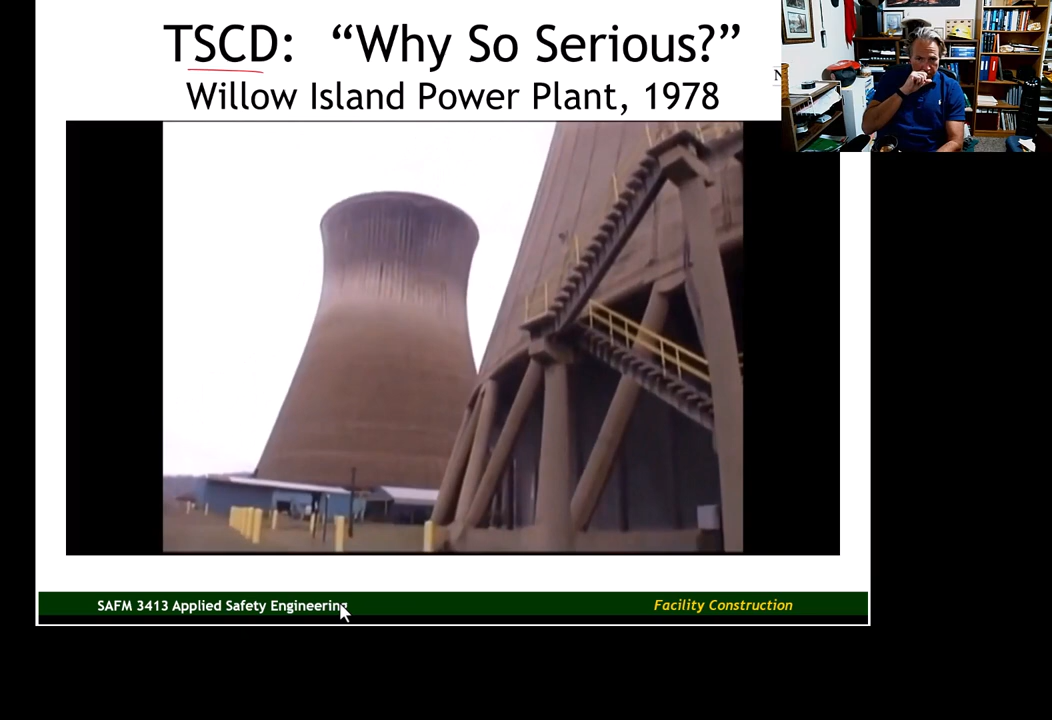 TSCD: “Why So Serious?”
Willow Island Power Plant, 1978
N
SAFM 3413 Applied Safety Engineering
Facility Construction